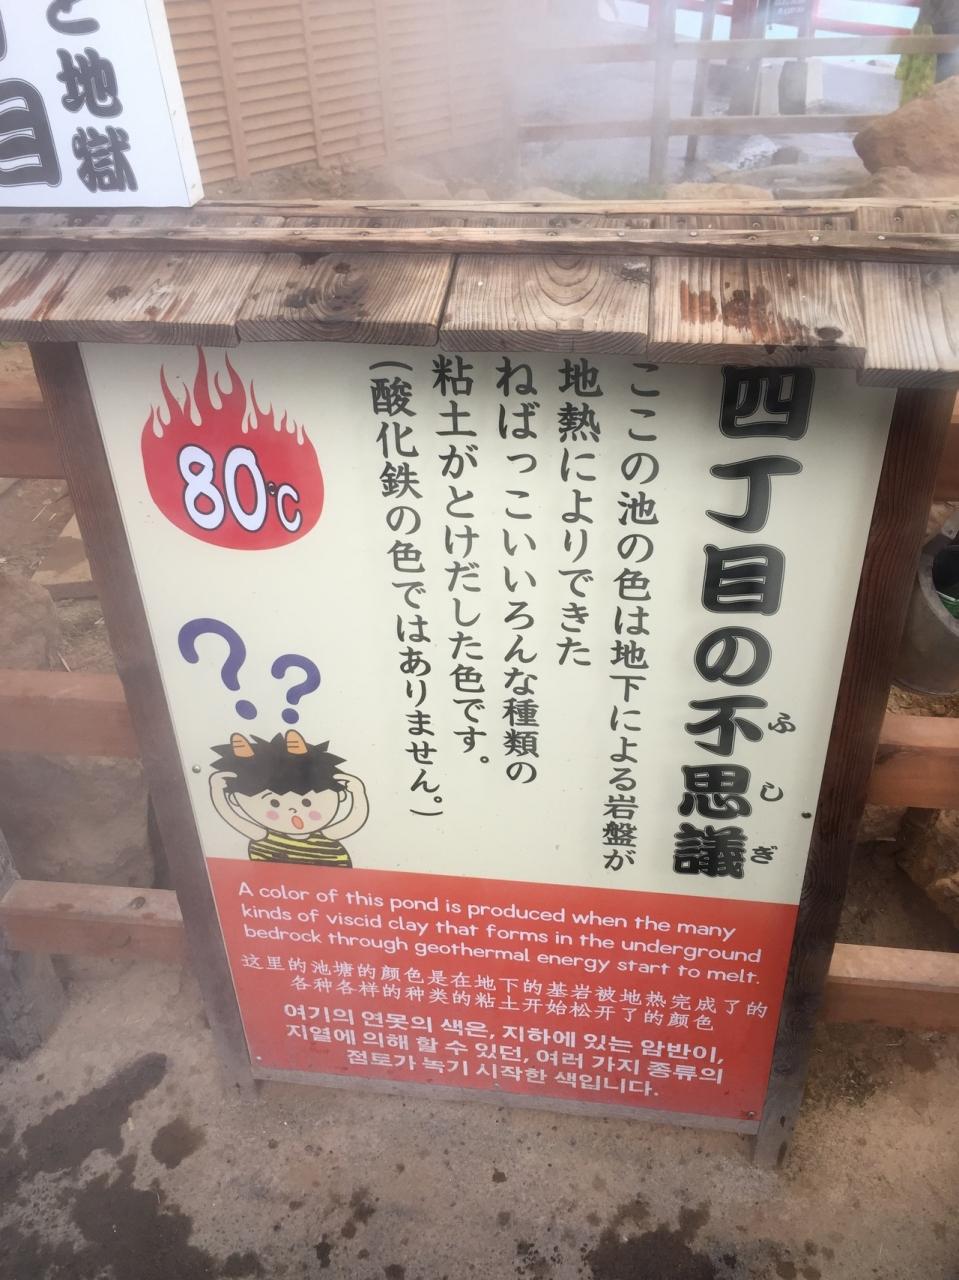 地獄
目
四丁目の不思議
ふしぎ
ここの池の色は地下による岩盤が
地熱によりできた
ねばっこいいろんな種類の
粘土がとけだした色です。
(酸化鉄の色ではありません。)
80℃
??
A color of this pond is produced when the many
kinds of viscid clay that forms in the underground
bedrock through geothermal energy start to melt.
这里的池塘的颜色是在地下的基岩被地热完成了的
各种各样的种类的粘土开始松开了的颜色
여기의 연못의 색은, 지하에 있는 암반이,
지열에 의해 할 수 있던, 여러 가지 종류의
점토가 녹기 시작한 색입니다.